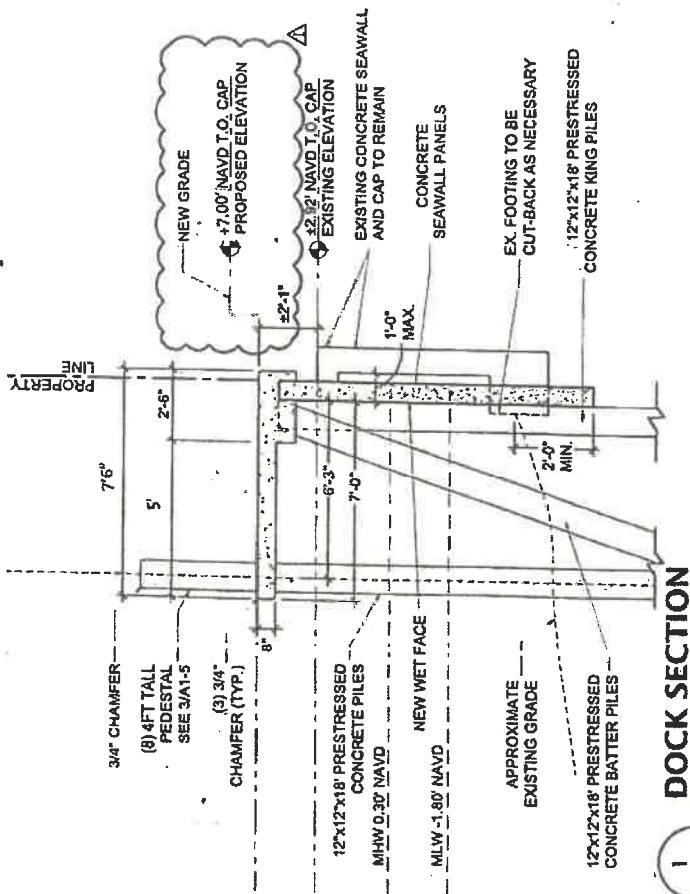 NEW GRADE
+7.00' NAVD T.O. CAP
PROPOSED ELEVATION
NAVD T.O. CAP
EXISTING ELEVATION
EXISTING CONCRETE SEAWALL
AND CAP TO REMAIN
CONCRETE
SEAWALL PANELS
EX. FOOTING TO BE
CUT-BACK AS NECESSARY
12"x12"x18' PRESTRESSED
CONCRETE KING PILES
PROPERTY
LINE
7'6"
2'-6"
5'
±2'-1"
1'-0"
MAX.
6'-3"
7'-0"
2'-0"
MIN.
8"
3/4" CHAMFER
(8) 4FT TALL
PEDESTAL
SEE 3/A1-5
(3) 3/4"
CHAMFER (TYP.)
12"x12"x18' PRESTRESSED
CONCRETE PILES
MHW 0.30' NAVD
NEW WET FACE
MLW -1.80' NAVD
APPROXIMATE
EXISTING GRADE
12"x12"x18' PRESTRESSED
CONCRETE BATTER PILES
1
DOCK SECTION